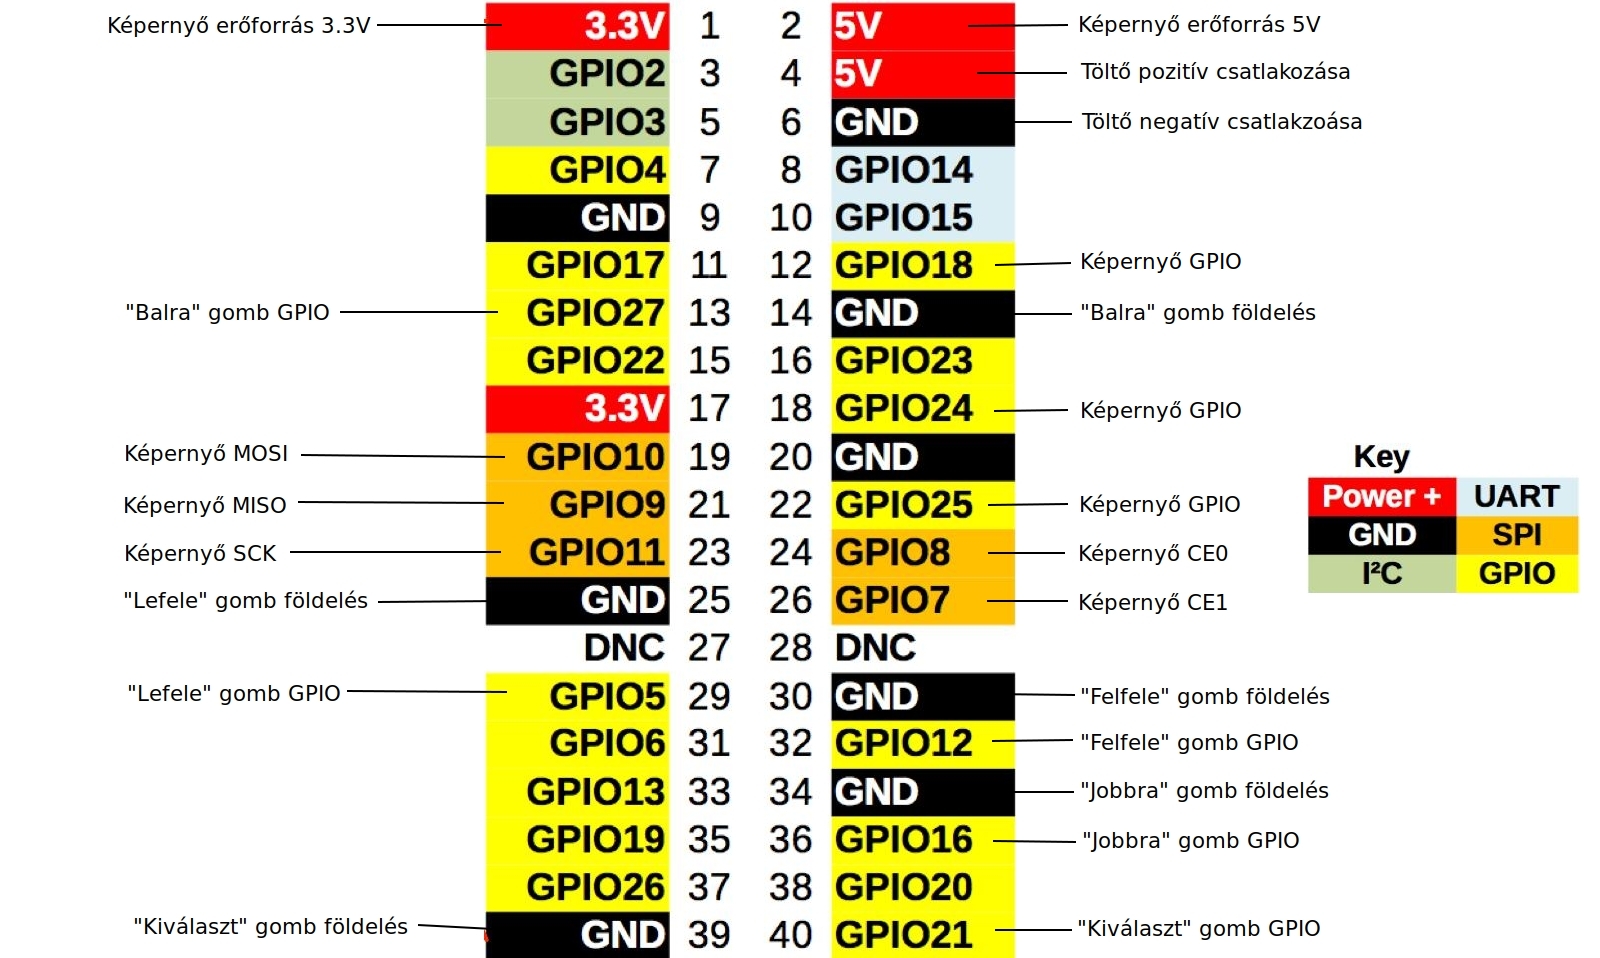 Képernyő erőforrás 3.3V 3.3V 1 2 5V Képernyő erőforrás 5V
GPIO2 3 4 5V Töltő pozitív csatlakozása
GPIO3 5 6 GND Töltő negatív csatlakzoása
GPIO4 7 8 GPIO14
GND 9 10 GPIO15
GPIO17 11 12 GPIO18 Képernyő GPIO
"Balra" gomb GPIO GPIO27 13 14 GND "Balra" gomb földelés
GPIO22 15 16 GPIO23
3.3V 17 18 GPIO24 Képernyő GPIO
Képernyő MOSI GPIO10 19 20 GND
Képernyő MISO GPIO9 21 22 GPIO25 Képernyő GPIO
Képernyő SCK GPIO11 23 24 GPIO8 Képernyő CE0
"Lefele" gomb földelés GND 25 26 GPIO7 Képernyő CE1
DNC 27 28 DNC
"Lefele" gomb GPIO GPIO5 29 30 GND "Felfele" gomb földelés
GPIO6 31 32 GPIO12 "Felfele" gomb GPIO
GPIO13 33 34 GND "Jobbra" gomb földelés
GPIO19 35 36 GPIO16 "Jobbra" gomb GPIO
GPIO26 37 38 GPIO20
"Kiválaszt" gomb földelés GND 39 40 GPIO21 "Kiválaszt" gomb GPIO
Key
Power + UART
GND SPI
I²C GPIO